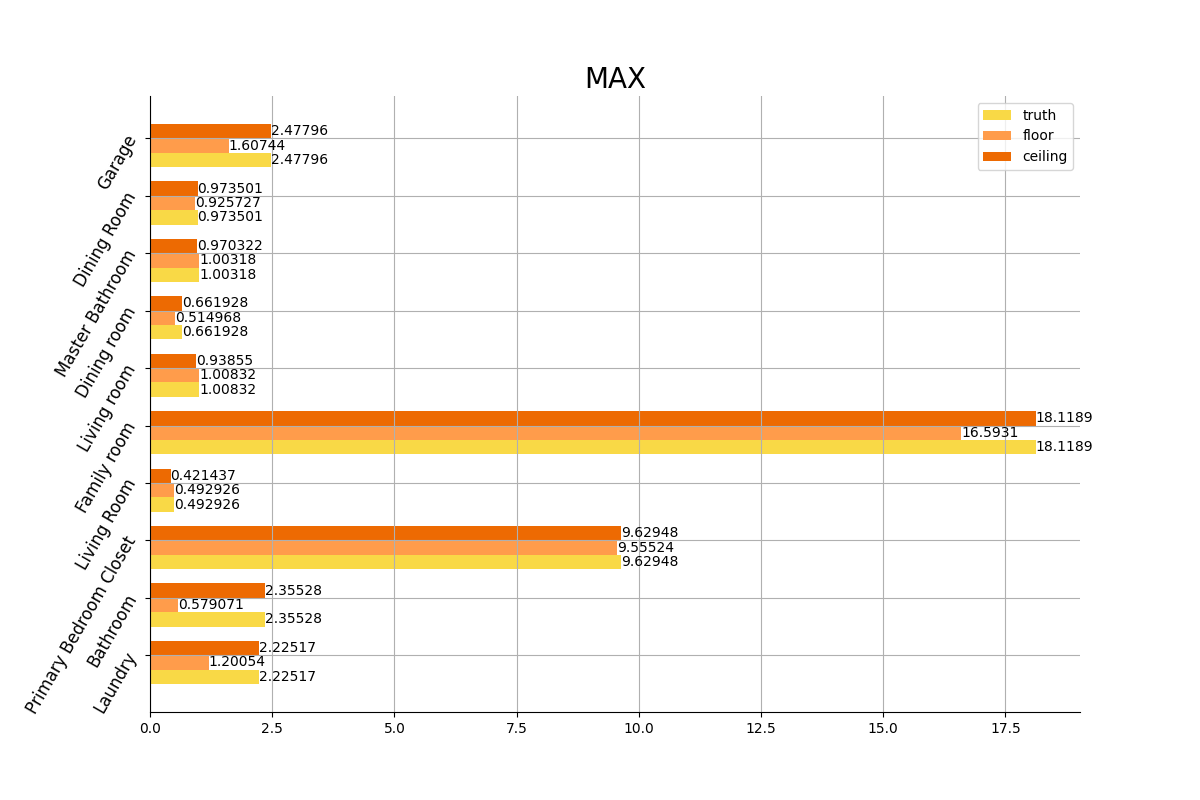 MAX
truth
floor
ceiling
Garage
2.47796
1.60744
2.47796
Dining Room
0.973501
0.925727
0.973501
Master Bathroom
0.970322
1.00318
1.00318
Dining room
0.661928
0.514968
0.661928
Living room
0.93855
1.00832
1.00832
Family room
18.1189
16.5931
18.1189
Living Room
0.421437
0.492926
0.492926
Primary Bedroom Closet
9.62948
9.55524
9.62948
Bathroom
2.35528
0.579071
2.35528
Laundry
2.22517
1.20054
2.22517
0.0 2.5 5.0 7.5 10.0 12.5 15.0 17.5